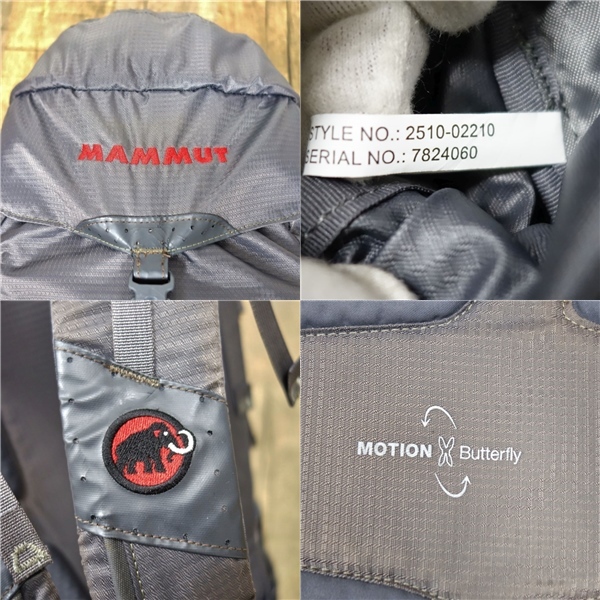 MAMMUT
STYLE NO.: 2510-02210
SERIAL NO.: 7824060
MOTION Butterfly